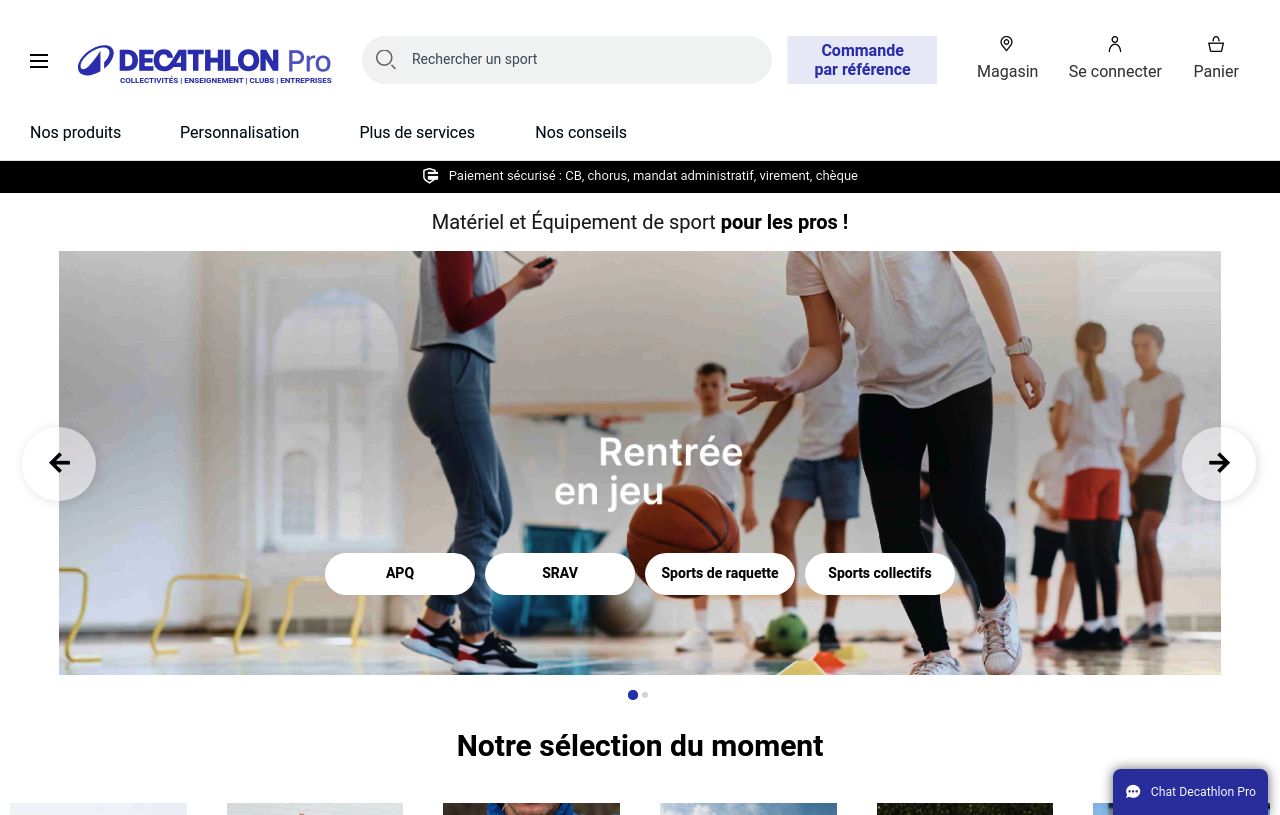 DECATHLON Pro
COLLECTIVITÉS | ENSEIGNEMENT | CLUBS | ENTREPRISES
Rechercher un sport
Commande
par référence
Magasin
Se connecter
Panier
Nos produits
Personnalisation
Plus de services
Nos conseils
Paiement sécurisé : CB, chorus, mandat administratif, virement, chèque
Matériel et Équipement de sport pour les pros !
Rentrée
en jeu
APQ
SRAV
Sports de raquette
Sports collectifs
Notre sélection du moment
Chat Decathlon Pro